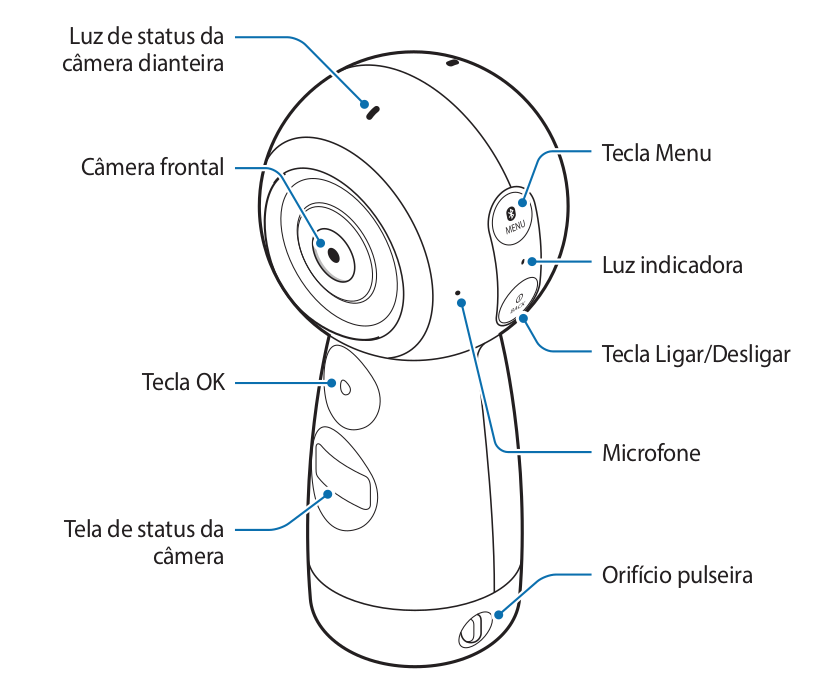 Luz de status da
câmera dianteira
Câmera frontal
Tecla OK
Tela de status da
câmera
Tecla Menu
MENU
Luz indicadora
BACK
Tecla Ligar/Desligar
Microfone
Orifício pulseira